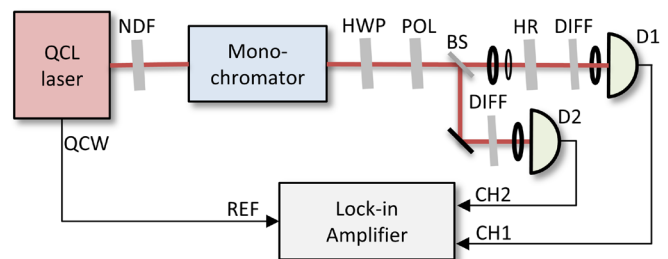 QCL
laser
NDF
Mono-
chromator
HWP
POL
BS
HR
DIFF
D1
DIFF
D2
QCW
REF
Lock-in
Amplifier
CH2
CH1